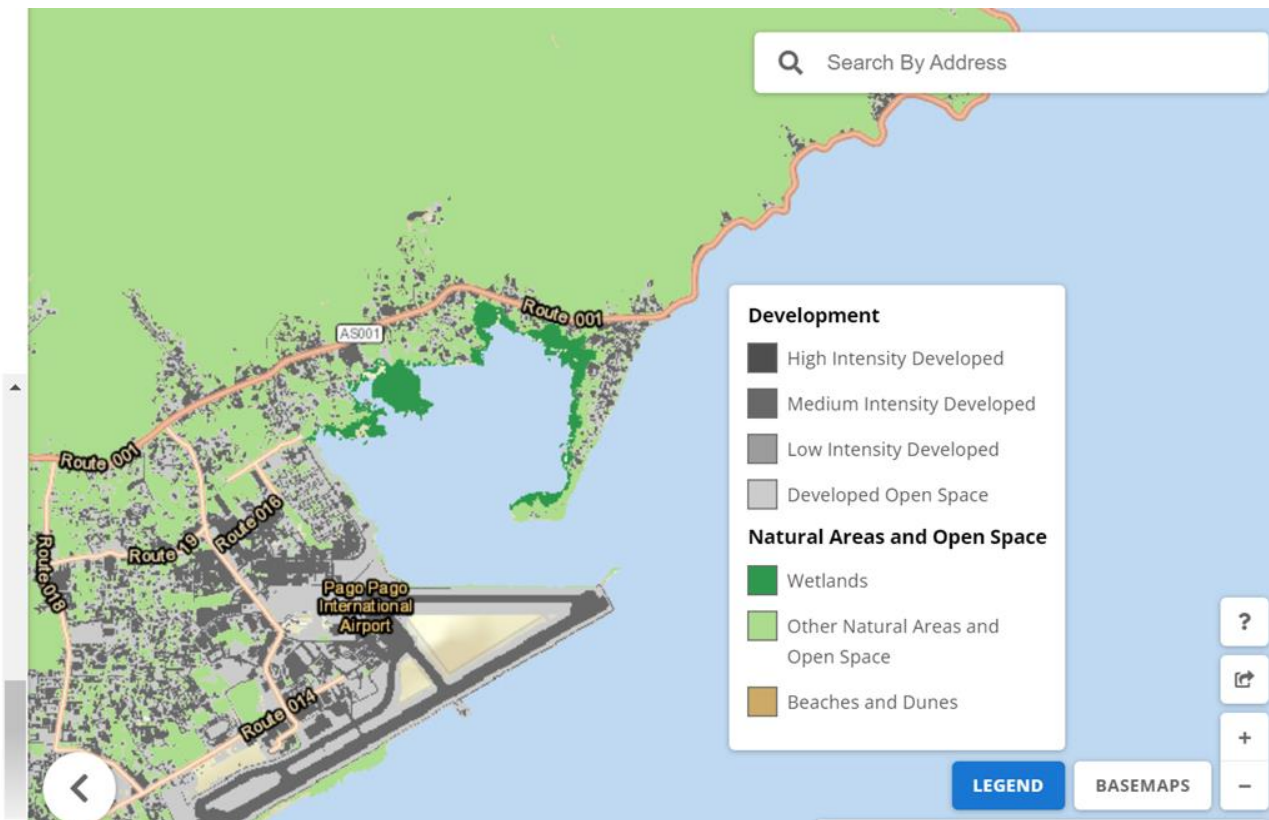 Search By Address
Route 001
AS001
Route 001
Route 016
Route 19
Route 018
Pago Pago
International
Airport
Route 014
Development
High Intensity Developed
Medium Intensity Developed
Low Intensity Developed
Developed Open Space
Natural Areas and Open Space
Wetlands
Other Natural Areas and
Open Space
Beaches and Dunes
?
+
−
LEGEND
BASEMAPS